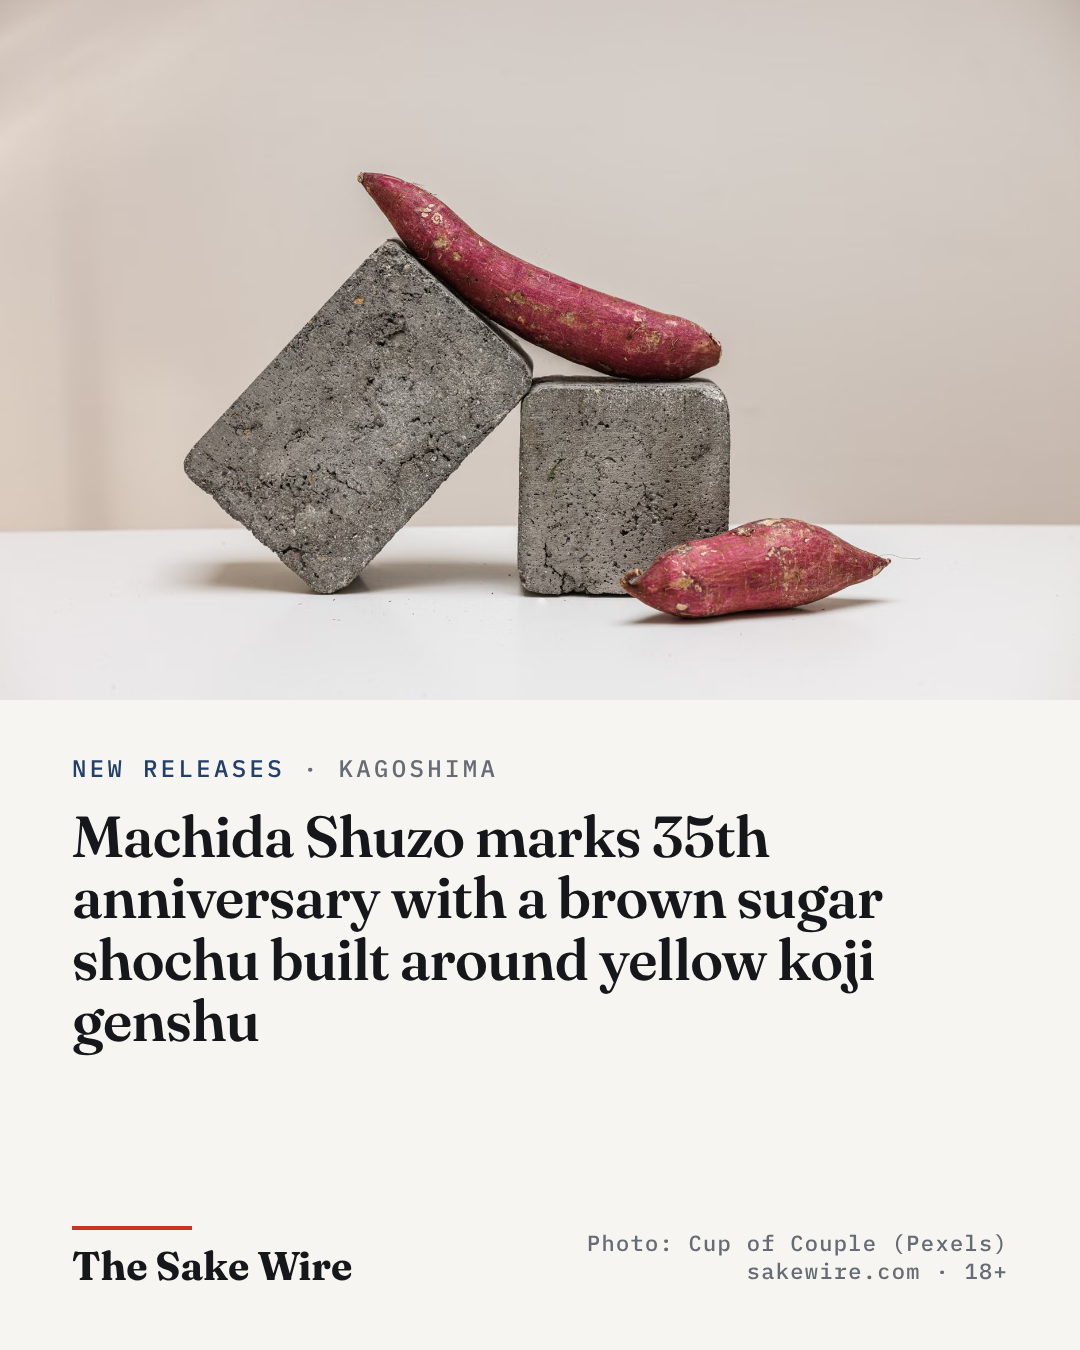 NEW RELEASES · KAGOSHIMA
Machida Shuzo marks 35th
anniversary with a brown sugar
shochu built around yellow koji
genshu
The Sake Wire
Photo: Cup of Couple (Pexels)
sakewire.com · 18+